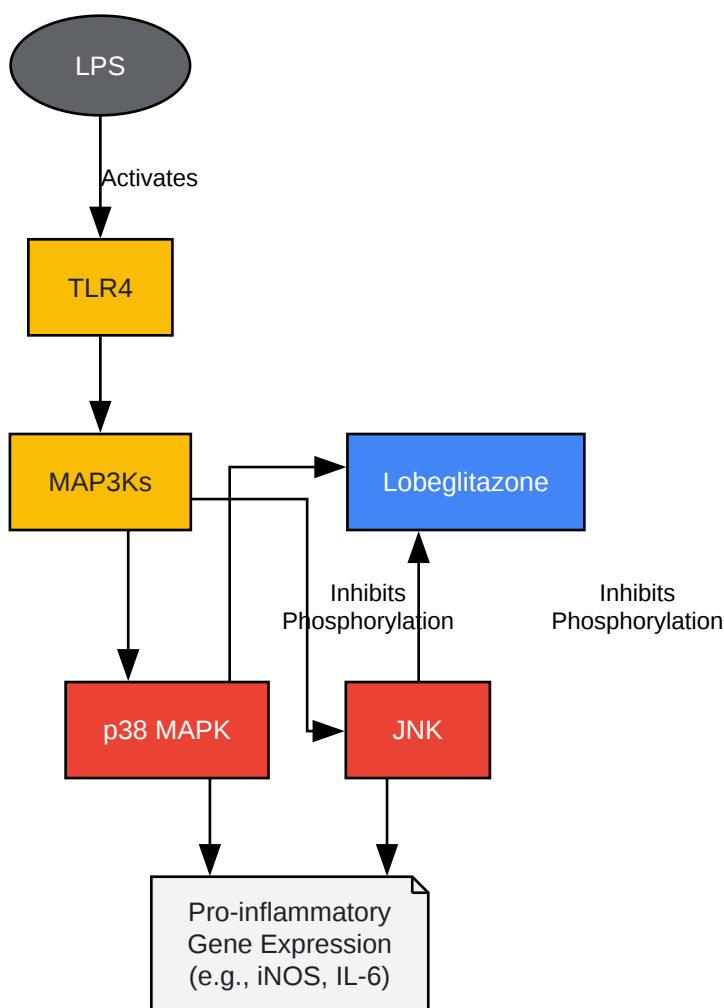 LPS
Activates
TLR4
MAP3Ks
Lobeglitazone
Inhibits
Phosphorylation
Inhibits
Phosphorylation
p38 MAPK
JNK
Pro-inflammatory
Gene Expression
(e.g., iNOS, IL-6)